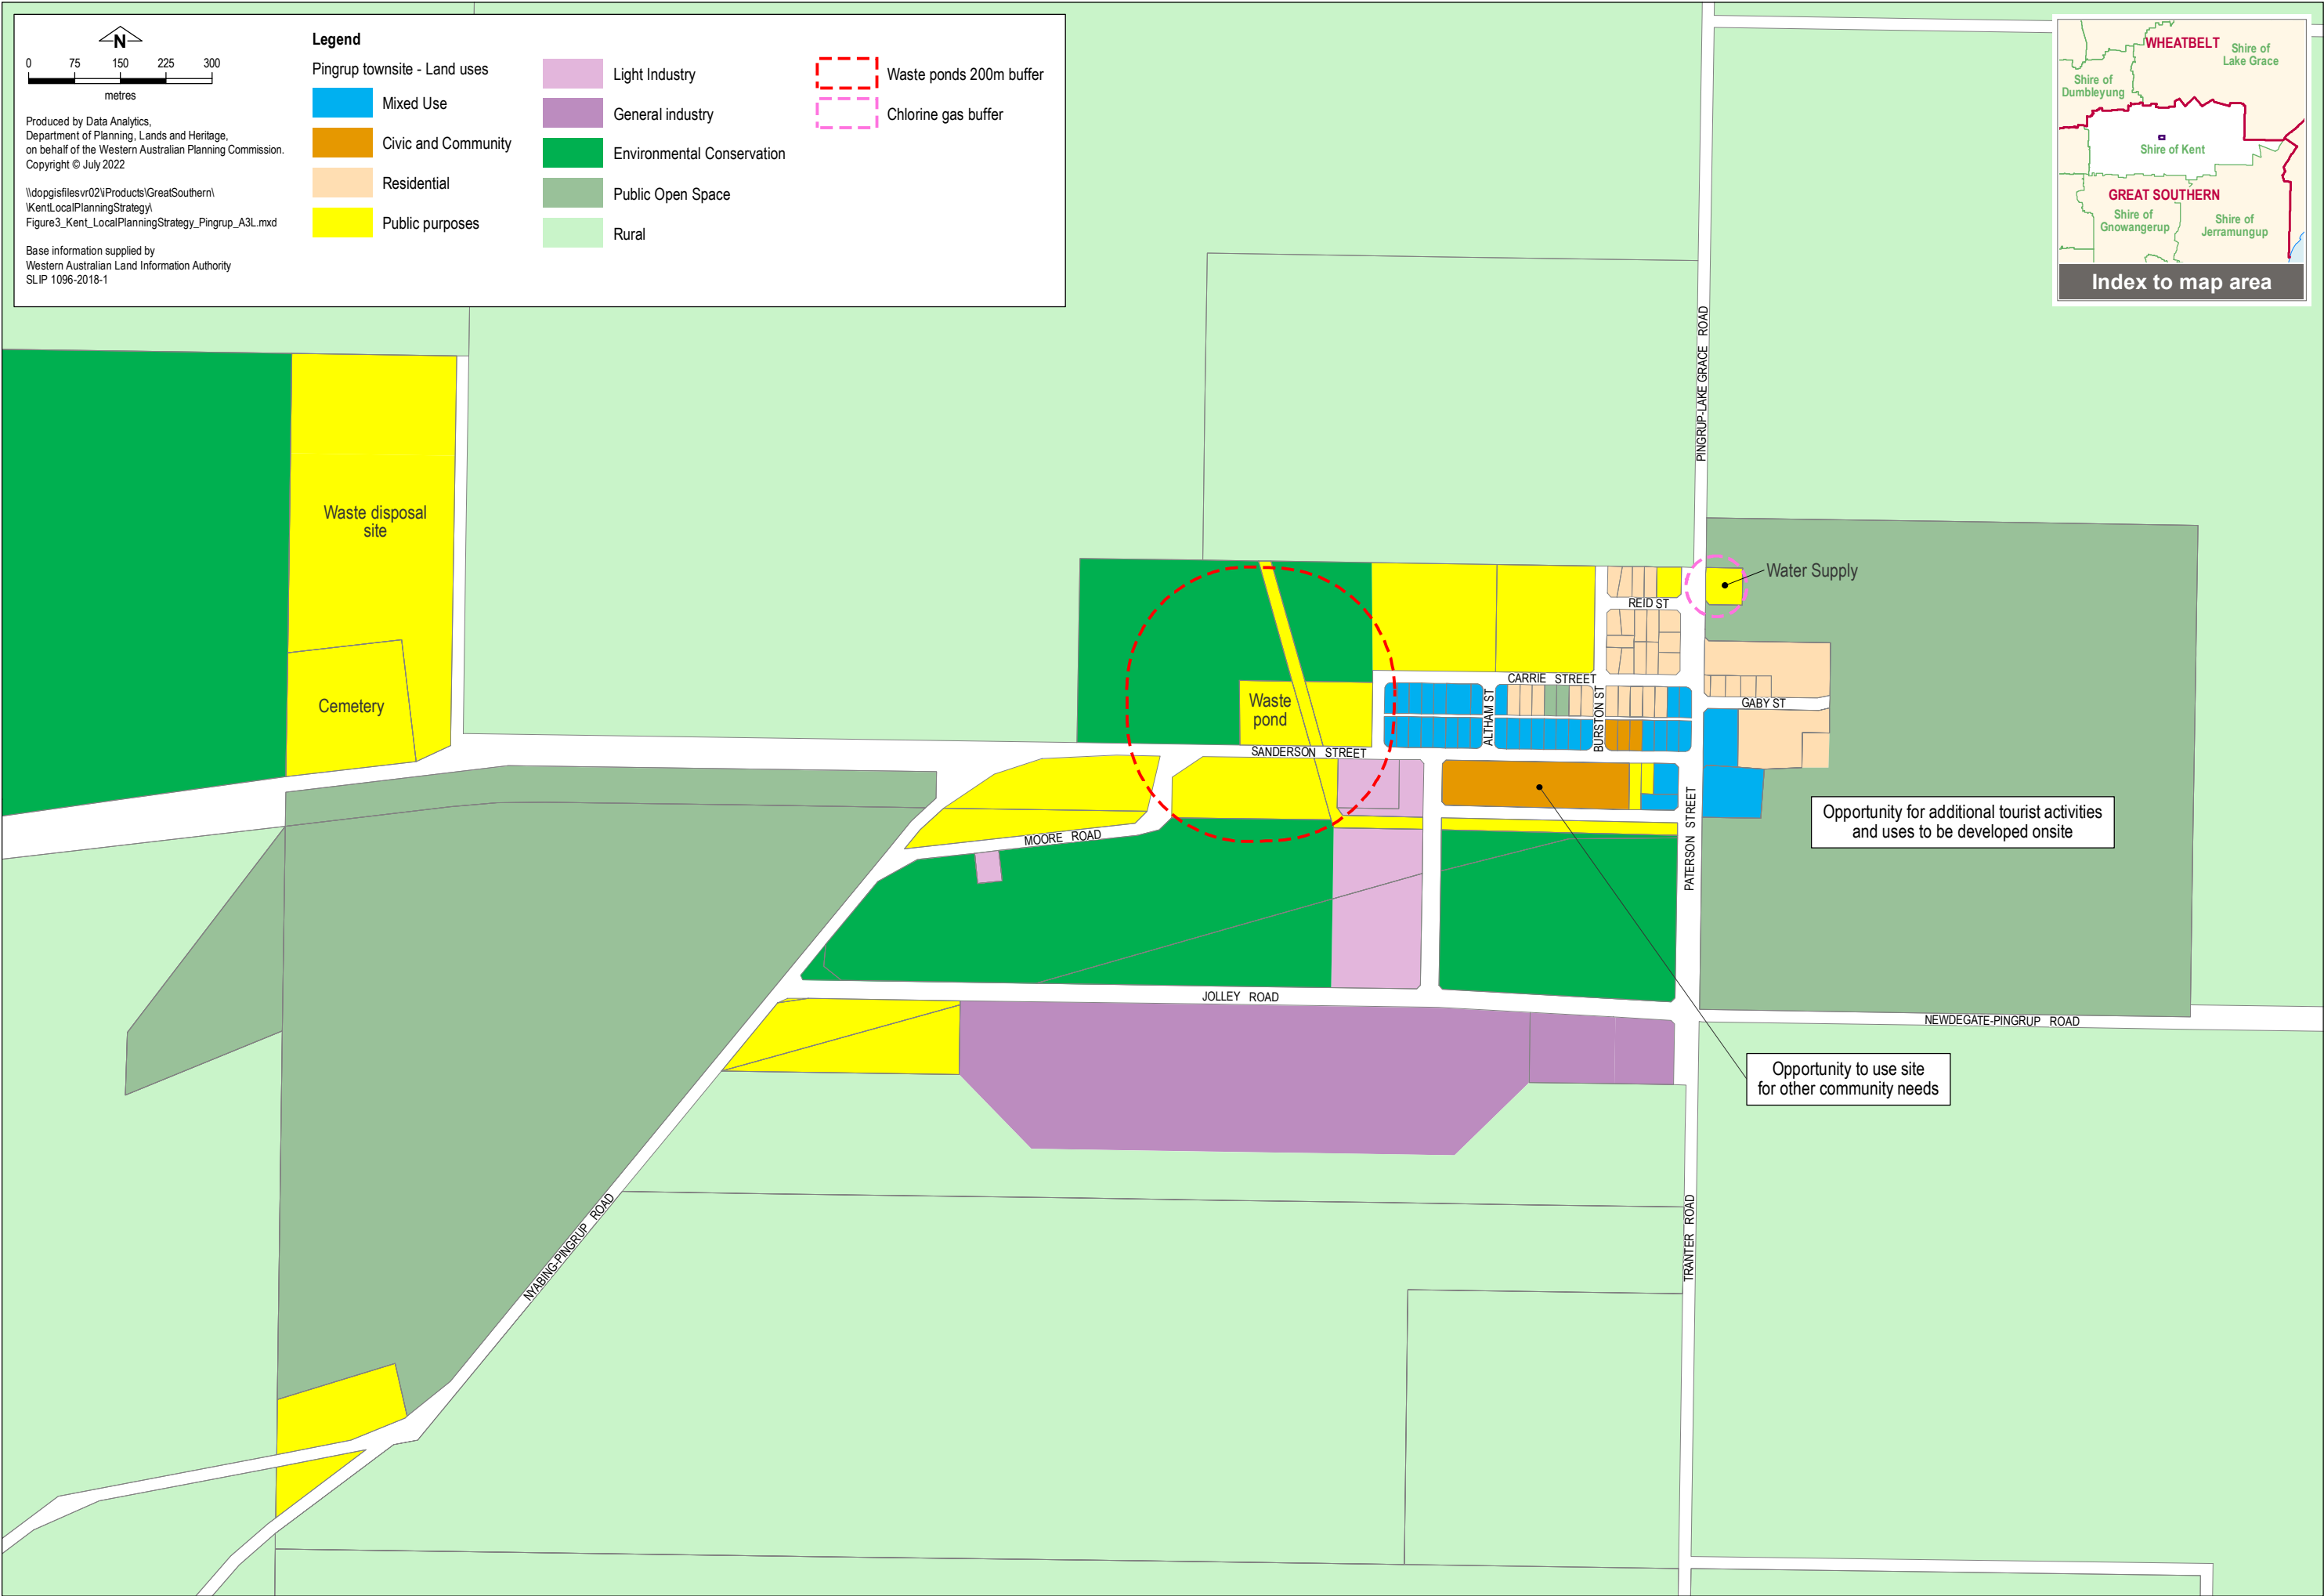 N
0 75 150 225 300
metres
Produced by Data Analytics,
Department of Planning, Lands and Heritage,
on behalf of the Western Australian Planning Commission.
Copyright © July 2022
\\dopgisfilesvr02\iProducts\GreatSouthern\
\KentLocalPlanningStrategy\
Figure3_Kent_LocalPlanningStrategy_Pingrup_A3L.mxd
Base information supplied by
Western Australian Land Information Authority
SLIP 1096-2018-1
Legend
Pingrup townsite - Land uses
Mixed Use
Civic and Community
Residential
Public purposes
Light Industry
General industry
Environmental Conservation
Public Open Space
Rural
Waste ponds 200m buffer
Chlorine gas buffer
WHEATBELT
Shire of
Lake Grace
Shire of
Dumbleyung
Shire of Kent
GREAT SOUTHERN
Shire of
Gnowangerup
Shire of
Jerramungup
Index to map area
PINGRUP-LAKE GRACE ROAD
Waste disposal
site
Cemetery
Water Supply
REID ST
CARRIE STREET
Waste
pond
ALTHAM ST
BURSTON ST
GABY ST
SANDERSON STREET
PATERSON STREET
Opportunity for additional tourist activities
and uses to be developed onsite
MOORE ROAD
JOLLEY ROAD
NEWDEGATE-PINGRUP ROAD
Opportunity to use site
for other community needs
NYABING-PINGRUP ROAD
TRANTER ROAD